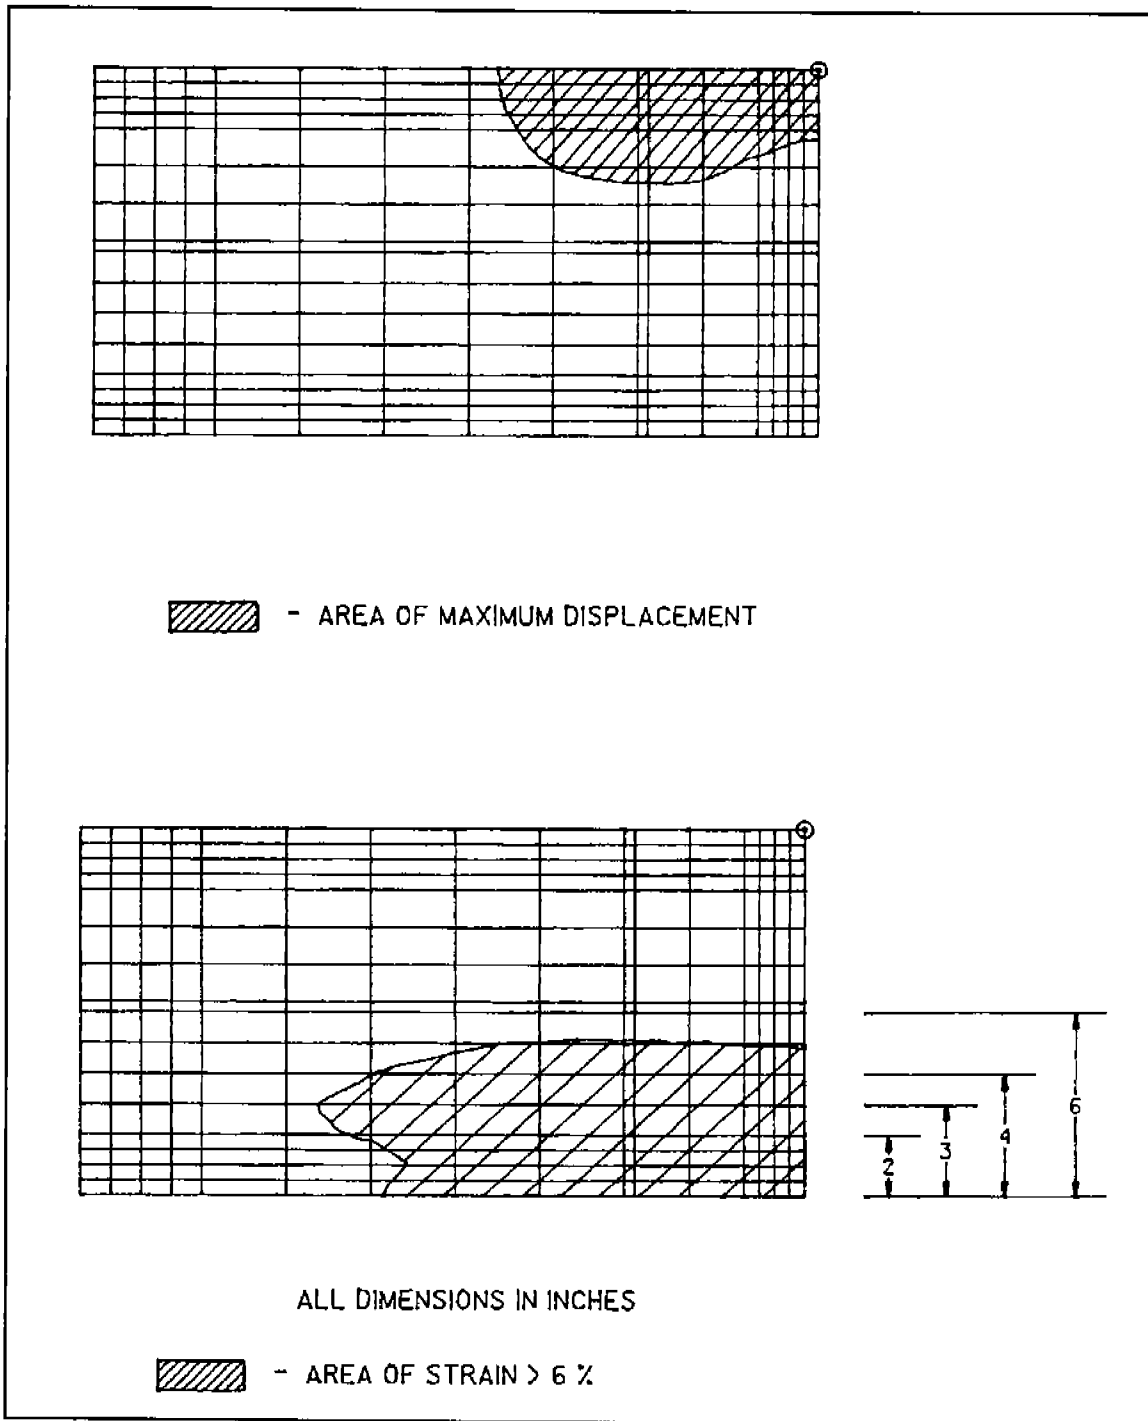 - AREA OF MAXIMUM DISPLACEMENT
6
4
3
2
ALL DIMENSIONS IN INCHES
- AREA OF STRAIN > 6 %